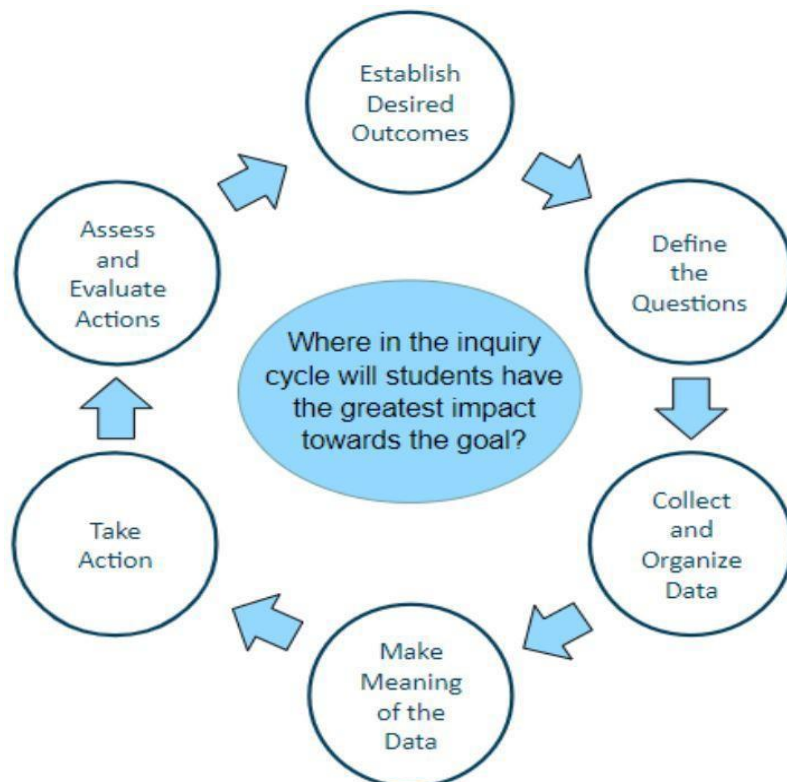 Establish
Desired
Outcomes
Define
the
Questions
Collect
and
Organize
Data
Make
Meaning
of the
Data
Take
Action
Assess
and
Evaluate
Actions
Where in the inquiry
cycle will students have
the greatest impact
towards the goal?